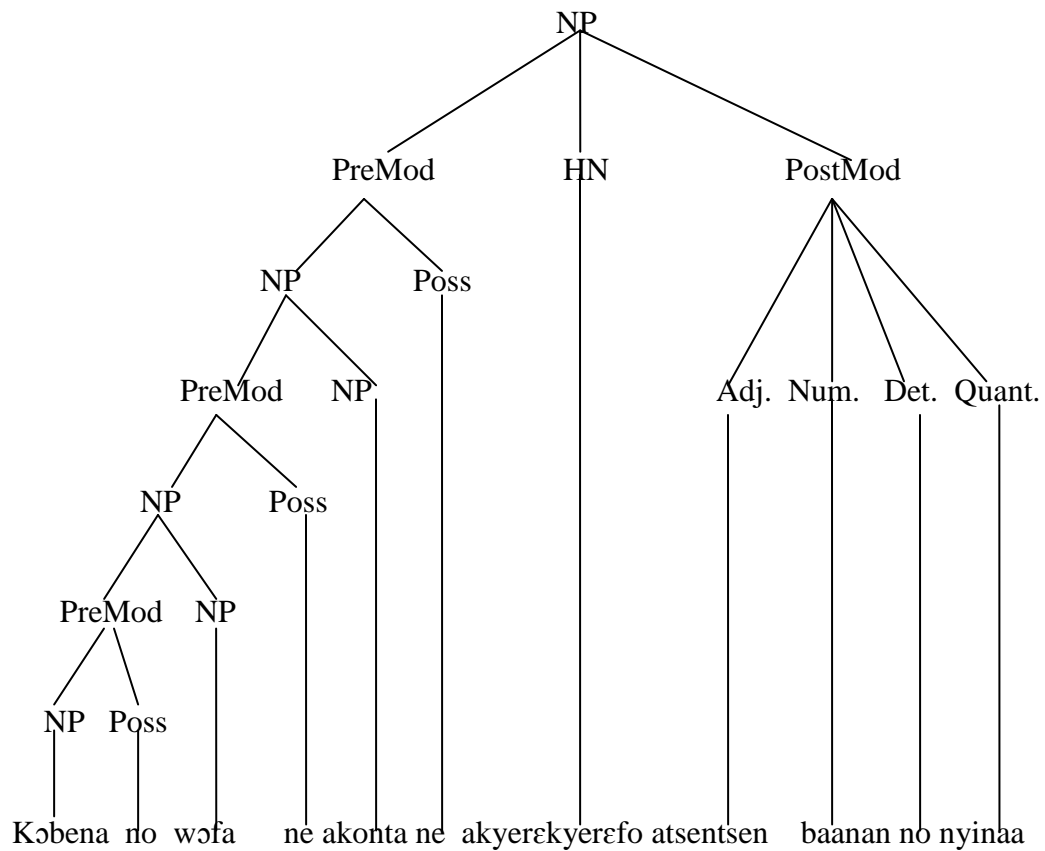 NP
PreMod HN PostMod
NP Poss
PreMod NP Adj. Num. Det. Quant.
NP Poss
PreMod NP
NP Poss
Kɔbena no wɔfa ne akonta ne akyerɛkyerɛfo atsentsen baanan no nyinaa